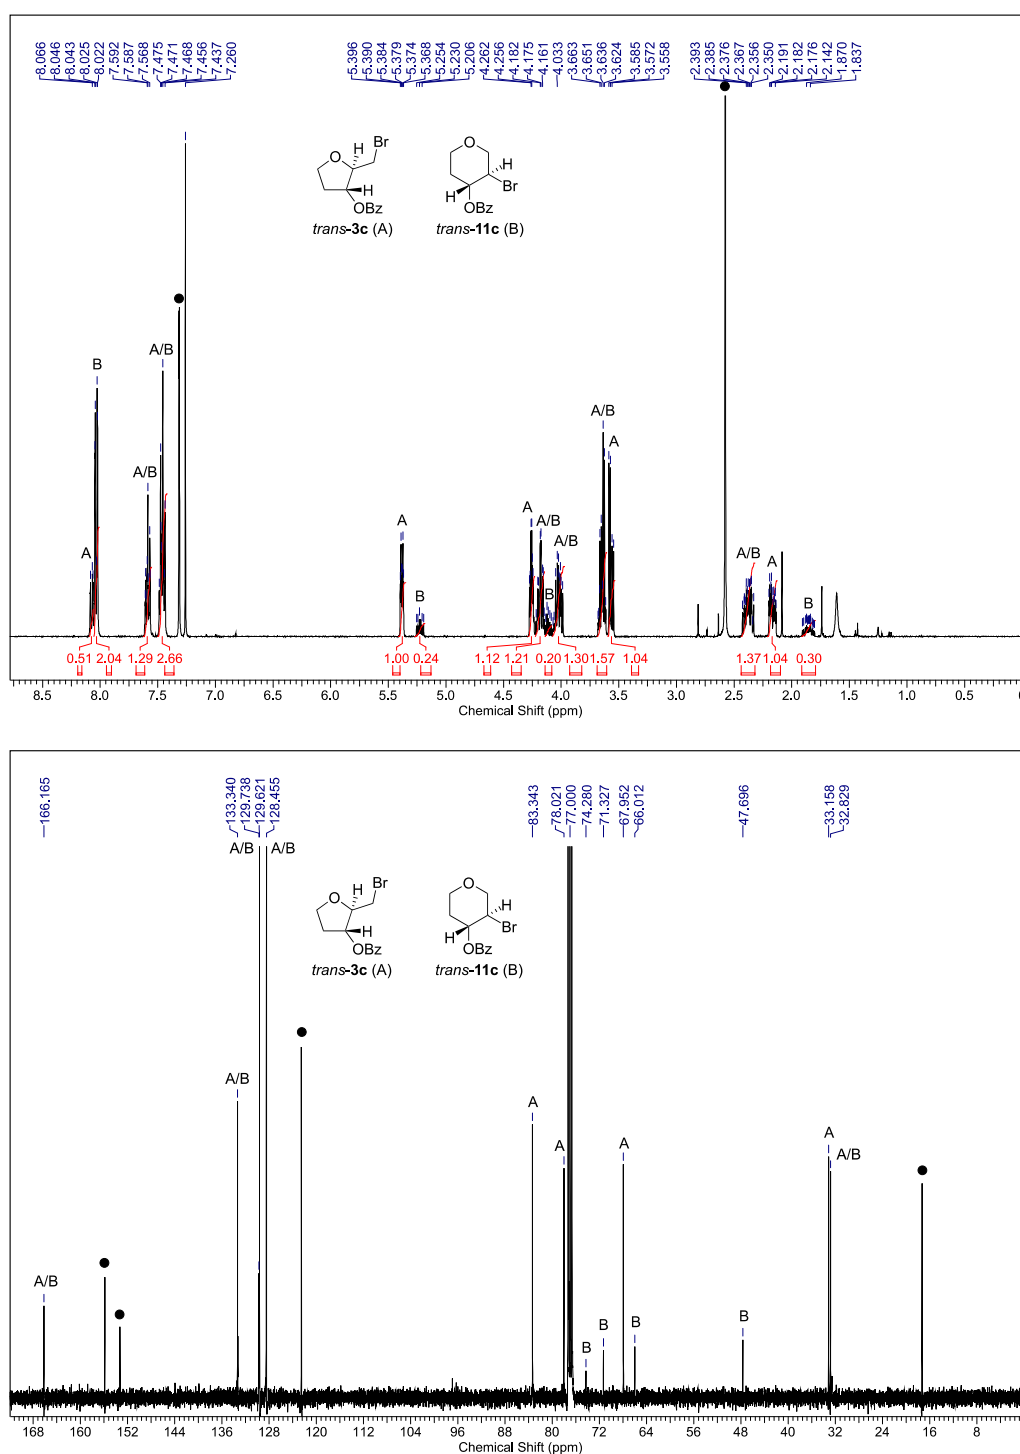 8.066
8.046
8.043
8.025
8.022
7.592
7.587
7.568
7.475
7.471
7.468
7.456
7.437
7.260
5.396
5.390
5.384
5.379
5.374
5.368
5.254
5.230
5.206
4.262
4.256
4.182
4.175
4.161
4.033
3.663
3.651
3.636
3.624
3.585
3.572
3.558
2.393
2.385
2.376
2.367
2.356
2.350
2.191
2.182
2.176
2.142
1.870
1.837
O H Br
H
OBz
trans-3c (A)
O
H
Br
H
OBz
trans-11c (B)
A
B
A/B
A/B
A
B
A
A/B
B
A/B
A/B
A
A/B
A
B
0.51 2.04 1.29 2.66 1.00 0.24 1.12 1.21 0.20 1.30 1.57 1.04 1.37 1.04 0.30
8.5 8.0 7.5 7.0 6.5 6.0 5.5 5.0 4.5 4.0 3.5 3.0 2.5 2.0 1.5 1.0 0.5 0
Chemical Shift (ppm)
166.165
133.340
129.738
129.621
128.455
83.343
78.021
77.000
74.280
71.327
67.952
66.012
47.696
33.158
32.829
A/B A/B
O H Br
H
OBz
trans-3c (A)
O
H
Br
H
OBz
trans-11c (B)
A/B
A/B
A
A
B
B
A
B
B
A
A/B
168 160 152 144 136 128 120 112 104 96 88 80 72 64 56 48 40 32 24 16 8
Chemical Shift (ppm)